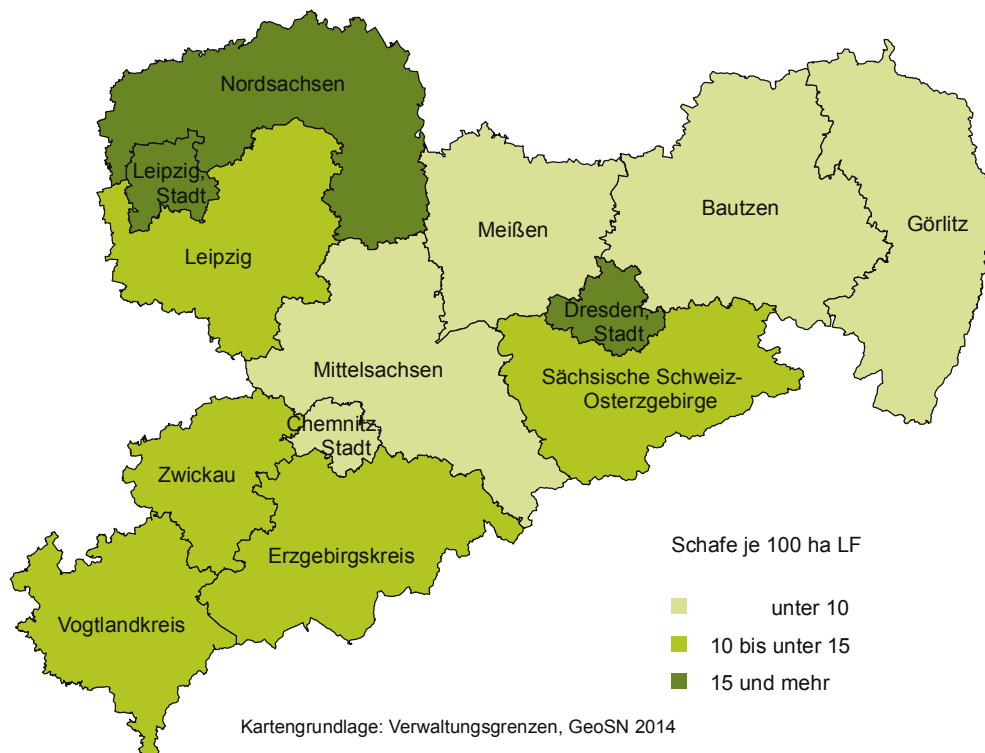 Nordsachsen
Leipzig,
Stadt
Leipzig
Meißen
Bautzen
Görlitz
Dresden,
Stadt
Mittelsachsen
Sächsische Schweiz-
Osterzgebirge
Chemnitz,
Stadt
Zwickau
Erzgebirgskreis
Vogtlandkreis
Schafe je 100 ha LF
unter 10
10 bis unter 15
15 und mehr
Kartengrundlage: Verwaltungsgrenzen, GeoSN 2014